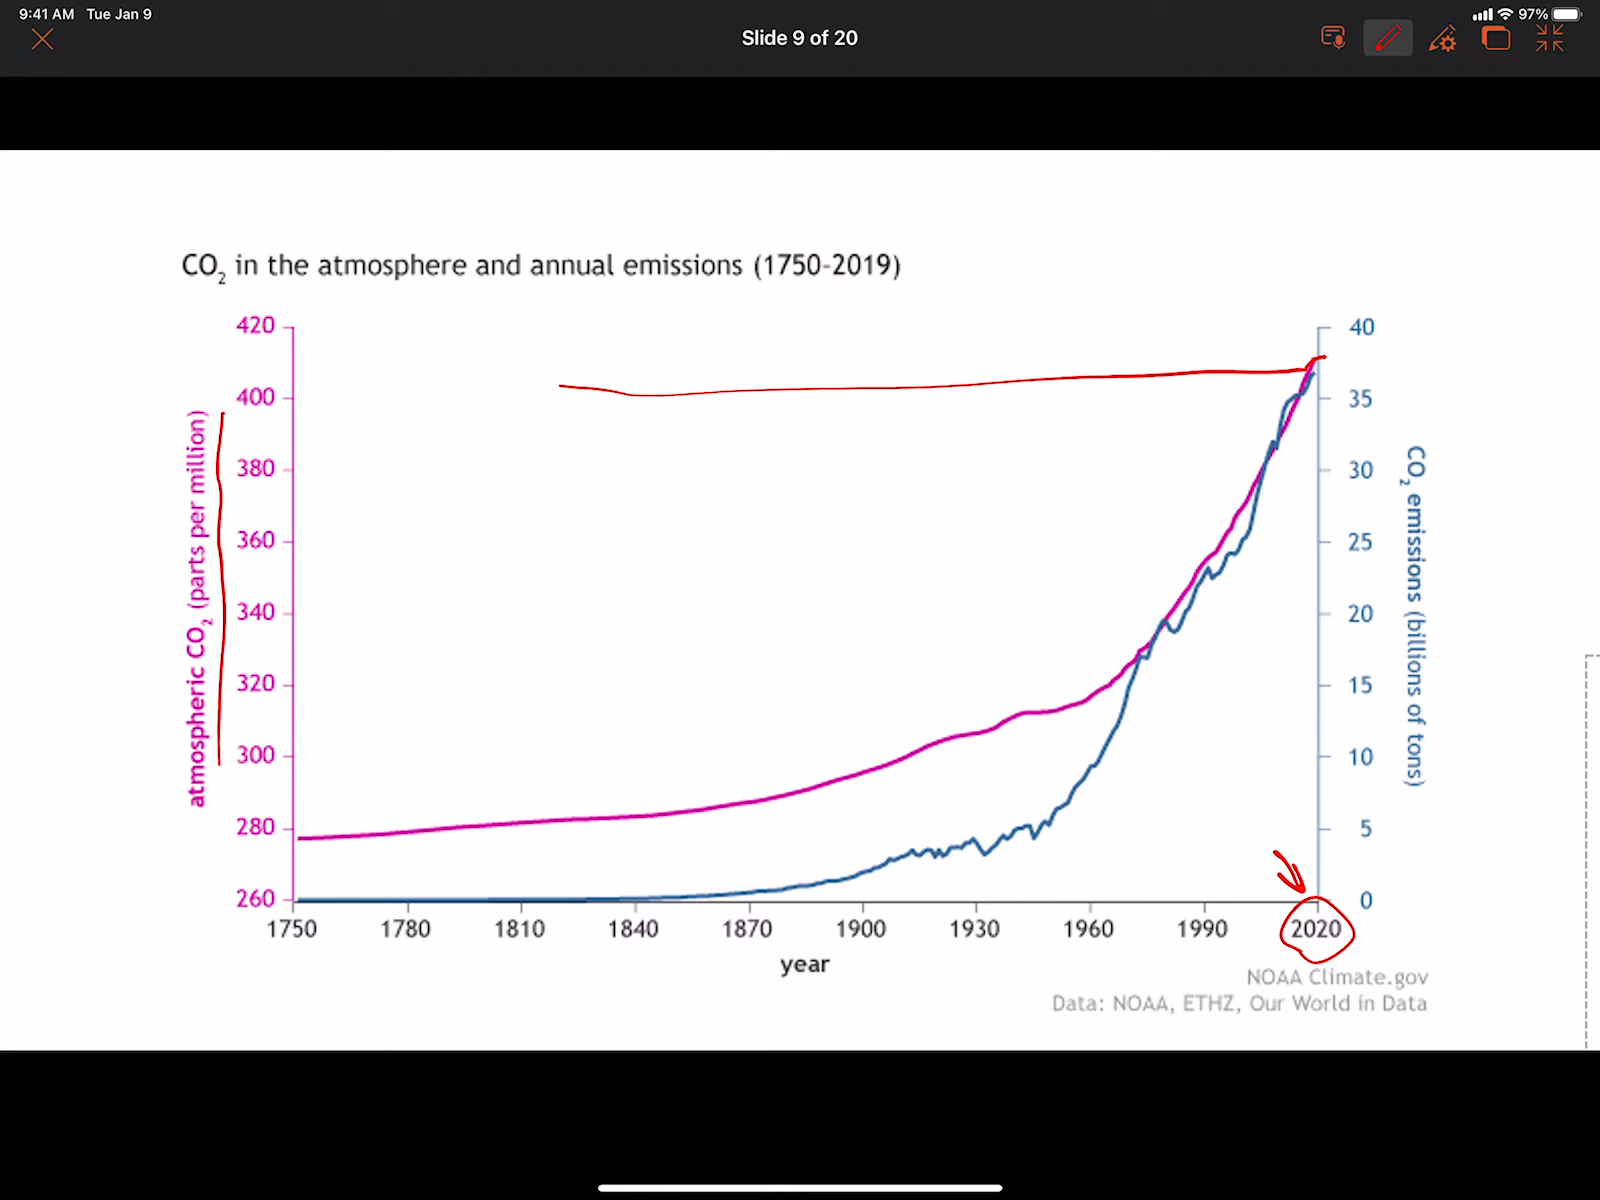 9:41 AM Tue Jan 9
97%
Slide 9 of 20
CO₂ in the atmosphere and annual emissions (1750-2019)
atmospheric CO₂ (parts per million)
420
400
380
360
340
320
300
280
260
40
35
30
25
20
15
10
5
0
CO₂ emissions (billions of tons)
1750 1780 1810 1840 1870 1900 1930 1960 1990 2020
year
NOAA Climate.gov
Data: NOAA, ETHZ, Our World in Data